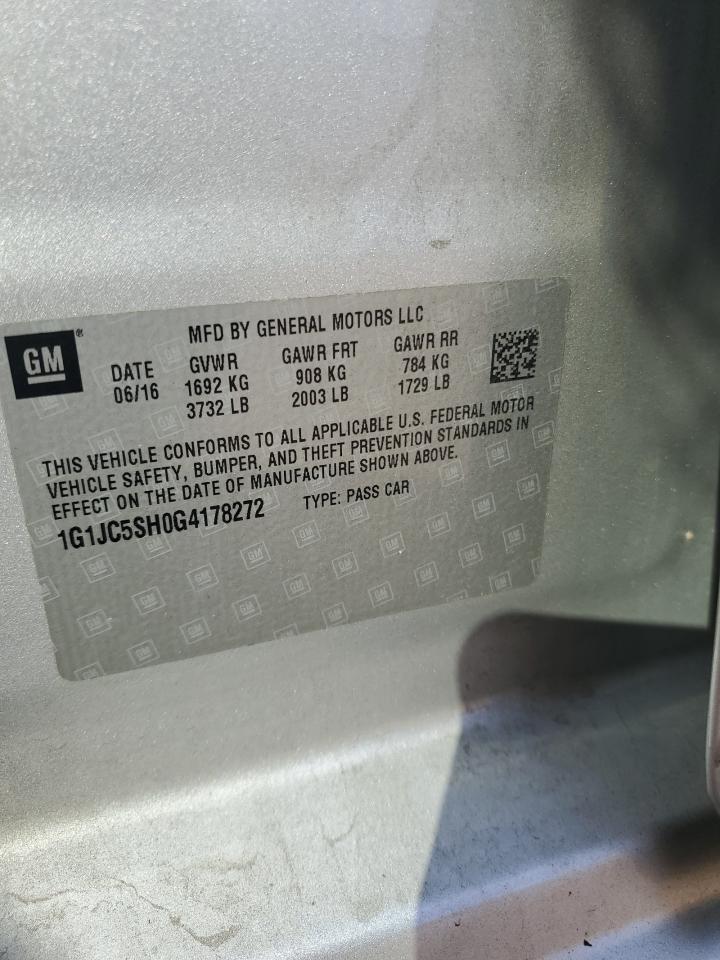 GM
MFD BY GENERAL MOTORS LLC
DATE GVWR GAWR FRT GAWR RR
06/16 1692 KG 908 KG 784 KG
3732 LB 2003 LB 1729 LB
THIS VEHICLE CONFORMS TO ALL APPLICABLE U.S. FEDERAL MOTOR
VEHICLE SAFETY, BUMPER, AND THEFT PREVENTION STANDARDS IN
EFFECT ON THE DATE OF MANUFACTURE SHOWN ABOVE.
1G1JC5SH0G4178272 TYPE: PASS CAR